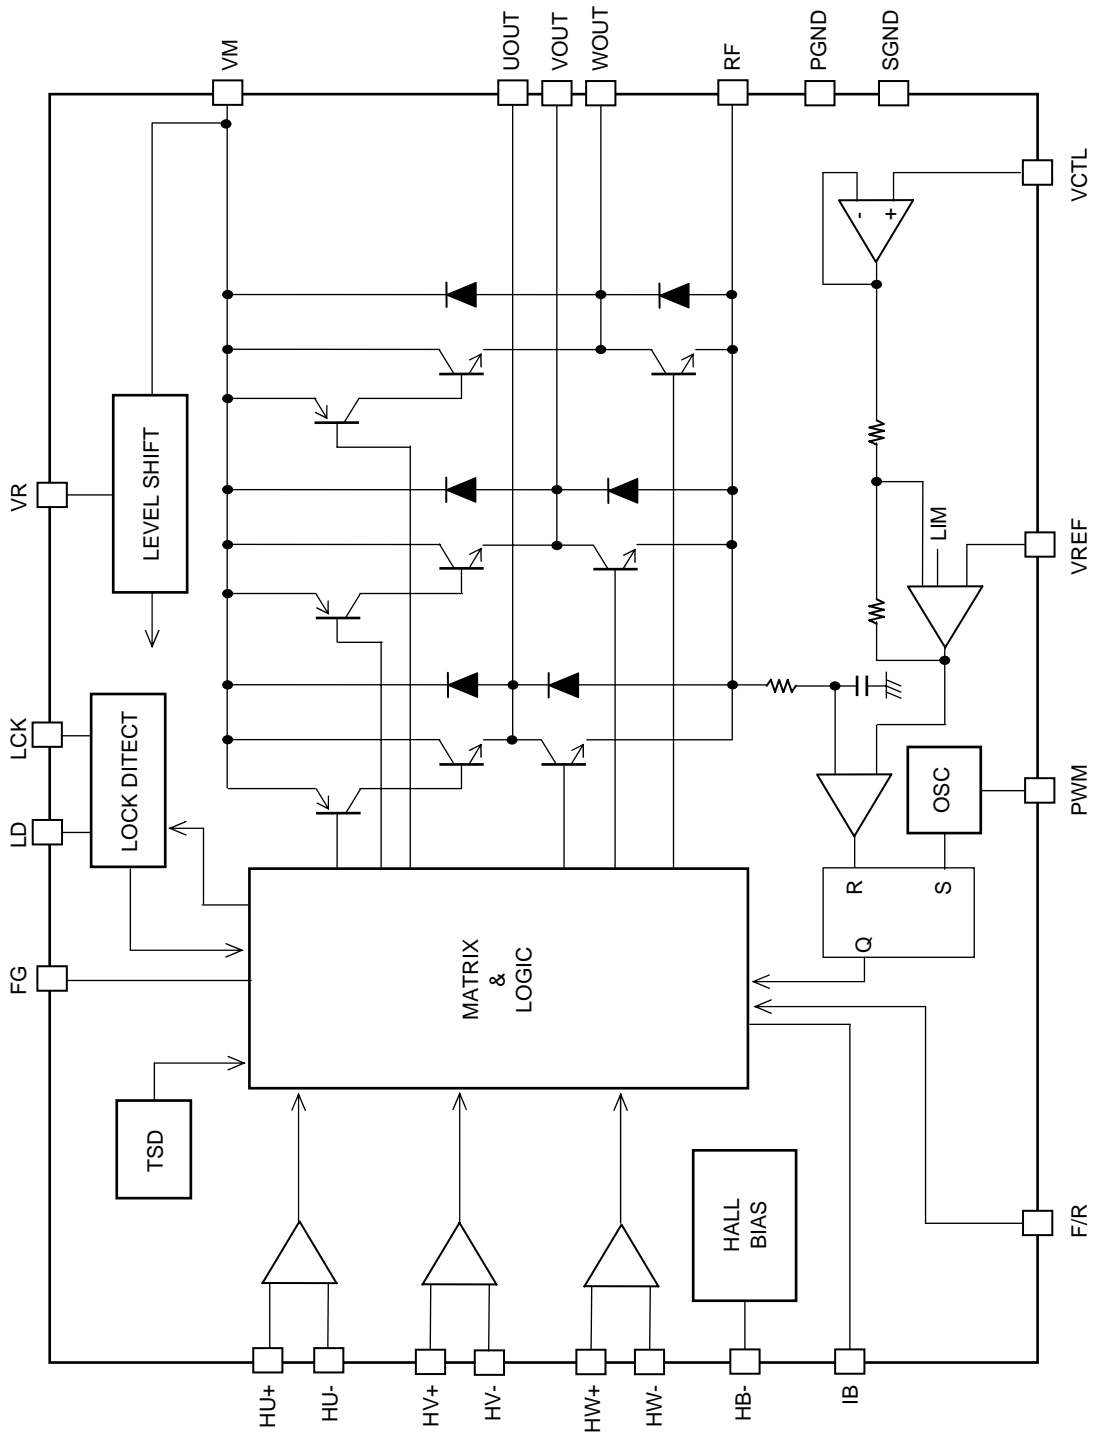 VR
LCK
LD
FG
LEVEL SHIFT
LOCK DITECT
TSD
VM
UOUT
VOUT
WOUT
RF
PGND
SGND
MATRIX
&
LOGIC
HU+
HU-
HV+
HV-
HW+
HW-
HB-
IB
HALL
BIAS
-
+
LIM
OSC
R
S
Q
VCTL
VREF
PWM
F/R